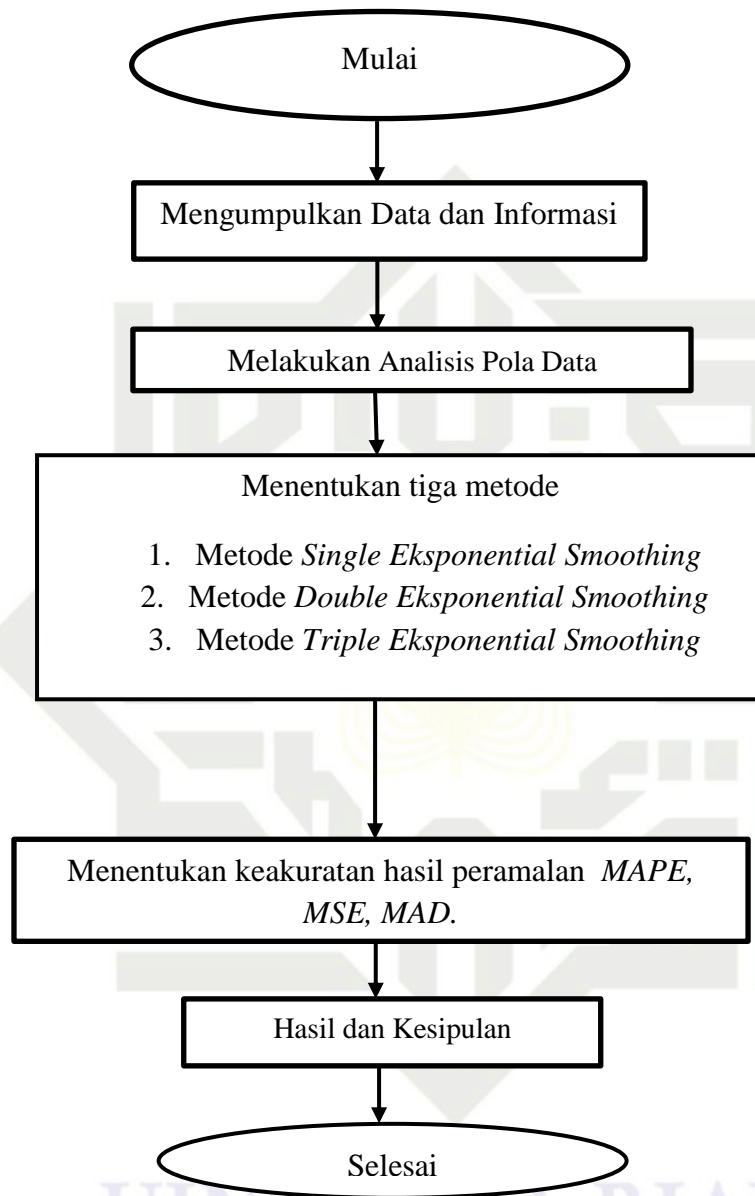 Mulai
Mengumpulkan Data dan Informasi
Melakukan Analisis Pola Data
Menentukan tiga metode
1. Metode Single Eksponential Smoothing
2. Metode Double Eksponential Smoothing
3. Metode Triple Eksponential Smoothing
Menentukan keakuratan hasil peramalan MAPE,
MSE, MAD.
Hasil dan Kesipulan
Selesai